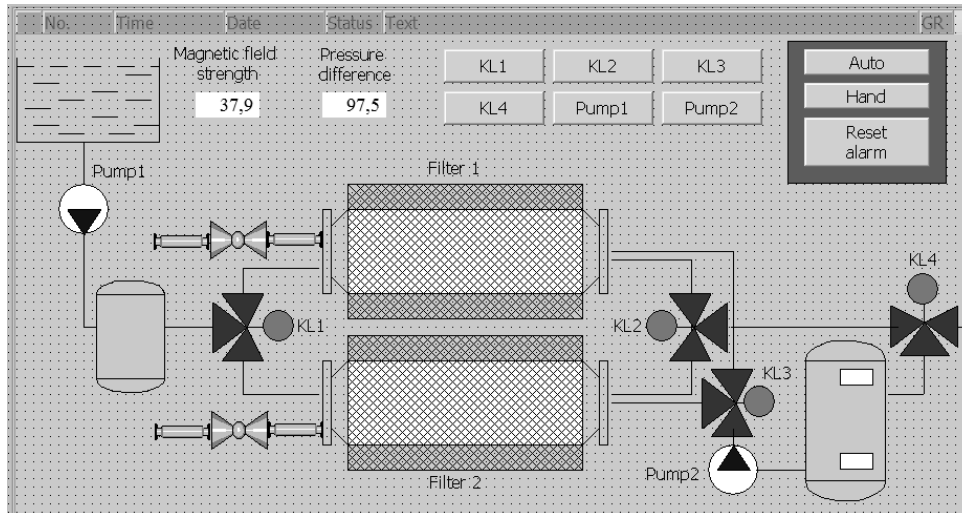 No. Time Date Status Text GR
Magnetic field
strength
37,9
Pressure
difference
97,5
KL1 KL2 KL3
KL4 Pump1 Pump2
Auto
Hand
Reset
alarm
Pump1
Filter 1
KL4
KL1
KL2
KL3
Pump2
Filter 2